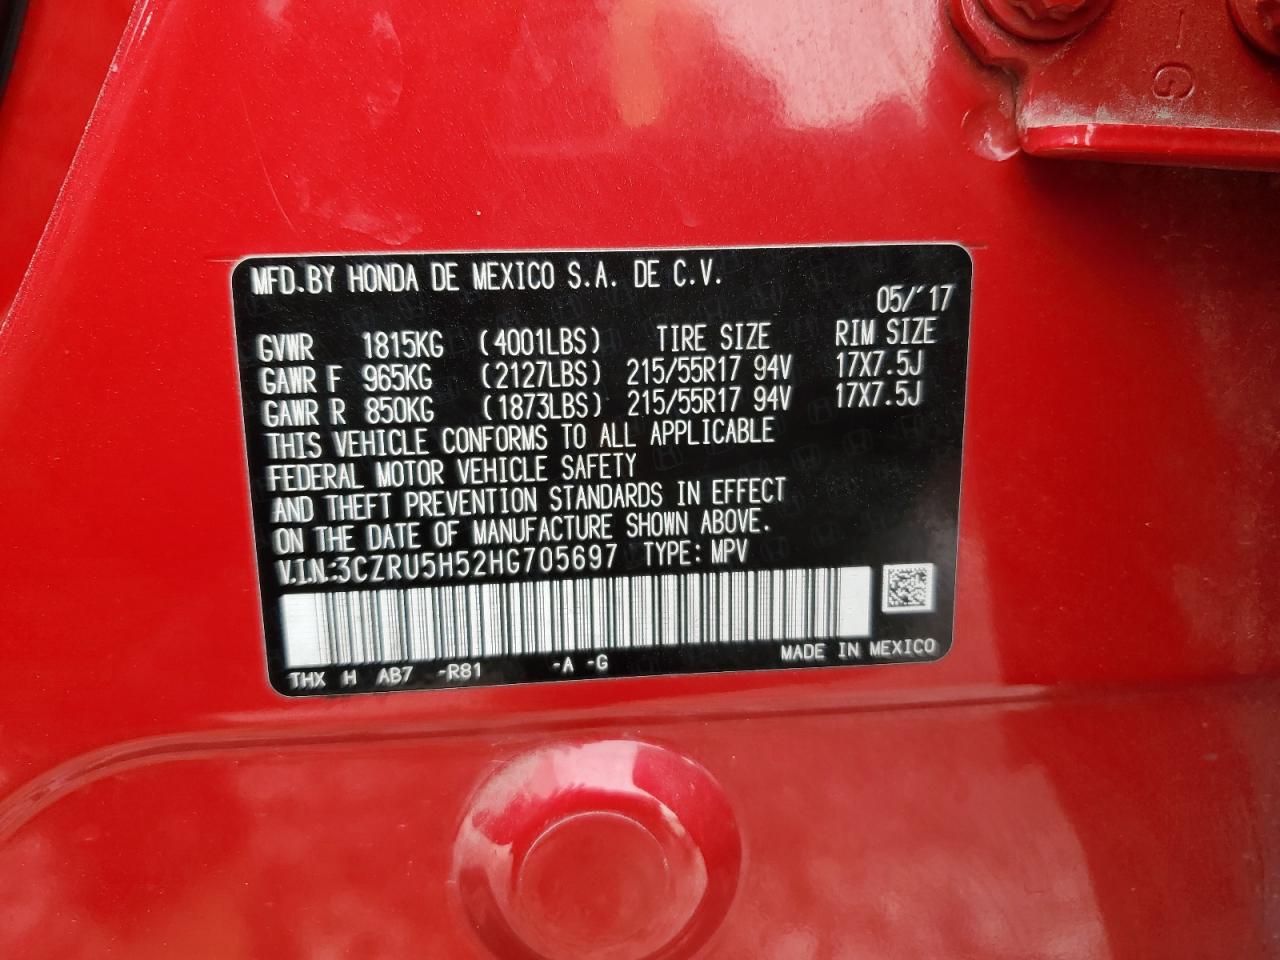 MFD.BY HONDA DE MEXICO S.A. DE C.V.
05/'17
GVWR 1815KG (4001LBS) TIRE SIZE RIM SIZE
GAWR F 965KG (2127LBS) 215/55R17 94V 17X7.5J
GAWR R 850KG (1873LBS) 215/55R17 94V 17X7.5J
THIS VEHICLE CONFORMS TO ALL APPLICABLE
FEDERAL MOTOR VEHICLE SAFETY
AND THEFT PREVENTION STANDARDS IN EFFECT
ON THE DATE OF MANUFACTURE SHOWN ABOVE.
V.I.N:3CZRU5H52HG705697 TYPE: MPV
MADE IN MEXICO
THX H AB7 -R81 -A -G